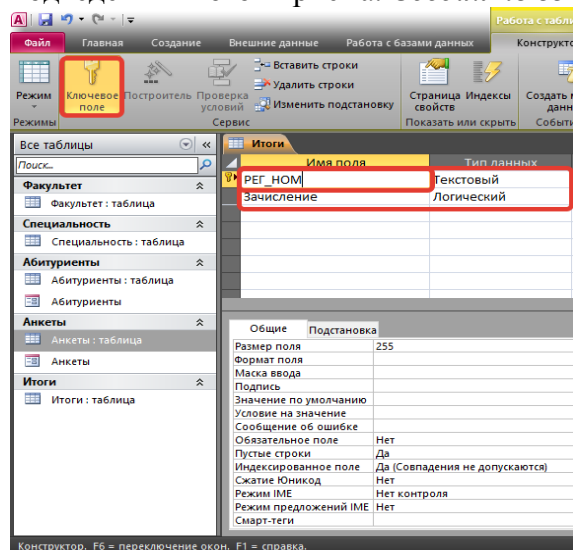 Работа с табли
Файл Главная Создание Внешние данные Работа с базами данных Конструкто
Режим
Ключевое поле
Построитель
Проверка условий
Вставить строки
Удалить строки
Изменить подстановку
Страница свойств
Индексы
Создать
данн
Режимы Сервис Показать или скрыть Событи
Все таблицы
Поиск...
Факультет
Факультет : таблица
Специальность
Специальность : таблица
Абитуриенты
Абитуриенты : таблица
Абитуриенты
Анкеты
Анкеты : таблица
Анкеты
Итоги
Итоги : таблица
Итоги
Имя поля Тип данных
РЕГ_НОМ Текстовый
Зачисление Логический
Общие Подстановка
Размер поля 255
Формат поля
Маска ввода
Подпись
Значение по умолчанию
Условие на значение
Сообщение об ошибке
Обязательное поле Нет
Пустые строки Да
Индексированное поле Да (Совпадения не допускаются)
Сжатие Юникод Нет
Режим IME Нет контроля
Режим предложений IME Нет
Смарт-теги
Конструктор. F6 = переключение окон. F1 = справка.